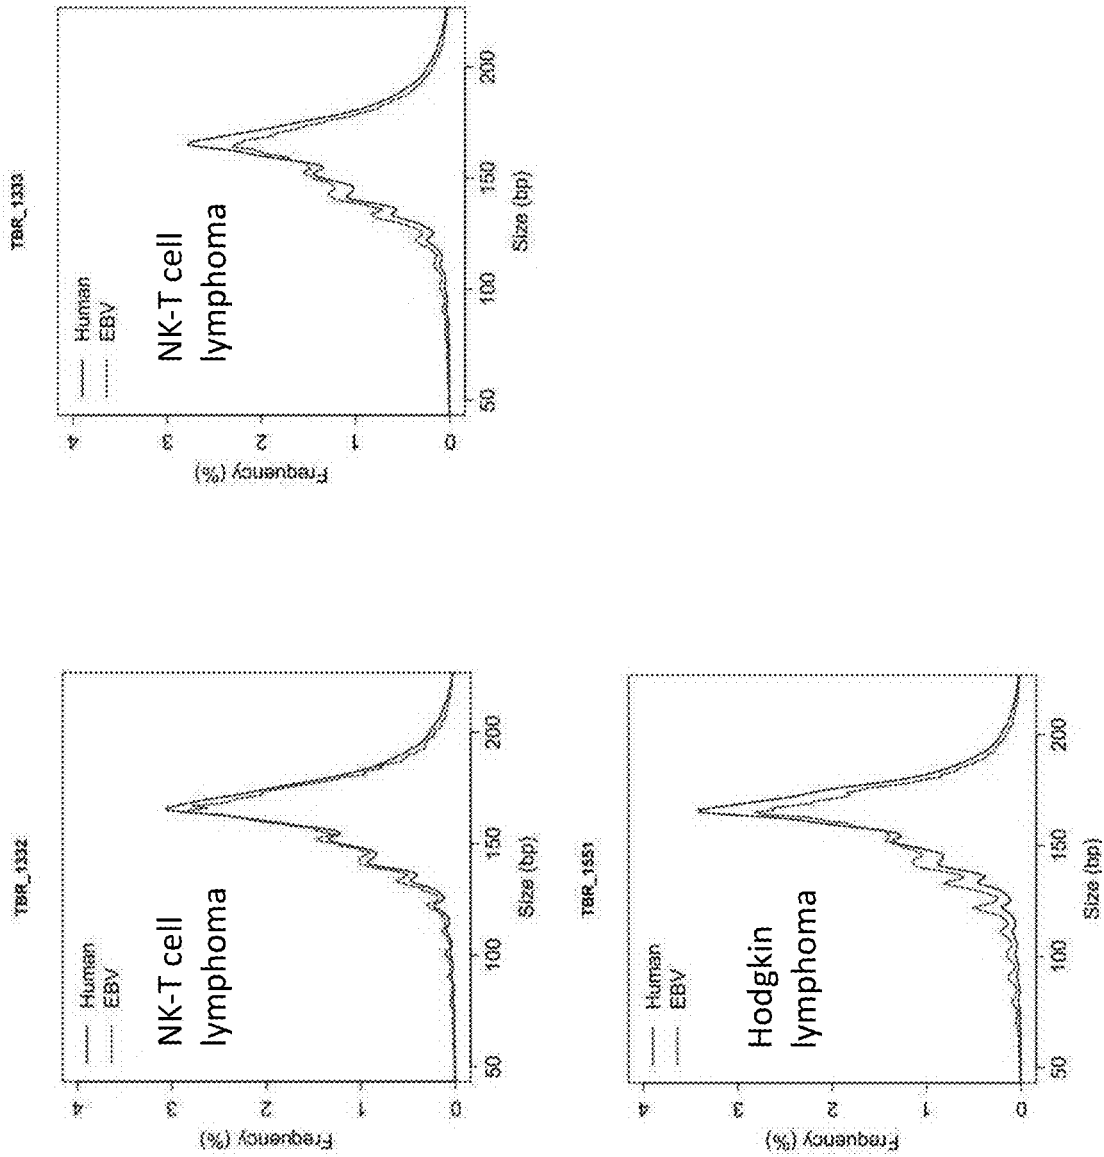 TBR_1333
Human
EBV
NK-T cell
lymphoma
4
3
2
1
0
Frequency (%)
50
100
150
200
Size (bp)
TBR_1332
Human
EBV
NK-T cell
lymphoma
4
3
2
1
0
Frequency (%)
50
100
150
200
Size (bp)
TBR_1551
Human
EBV
Hodgkin
lymphoma
4
3
2
1
0
Frequency (%)
50
100
150
200
Size (bp)